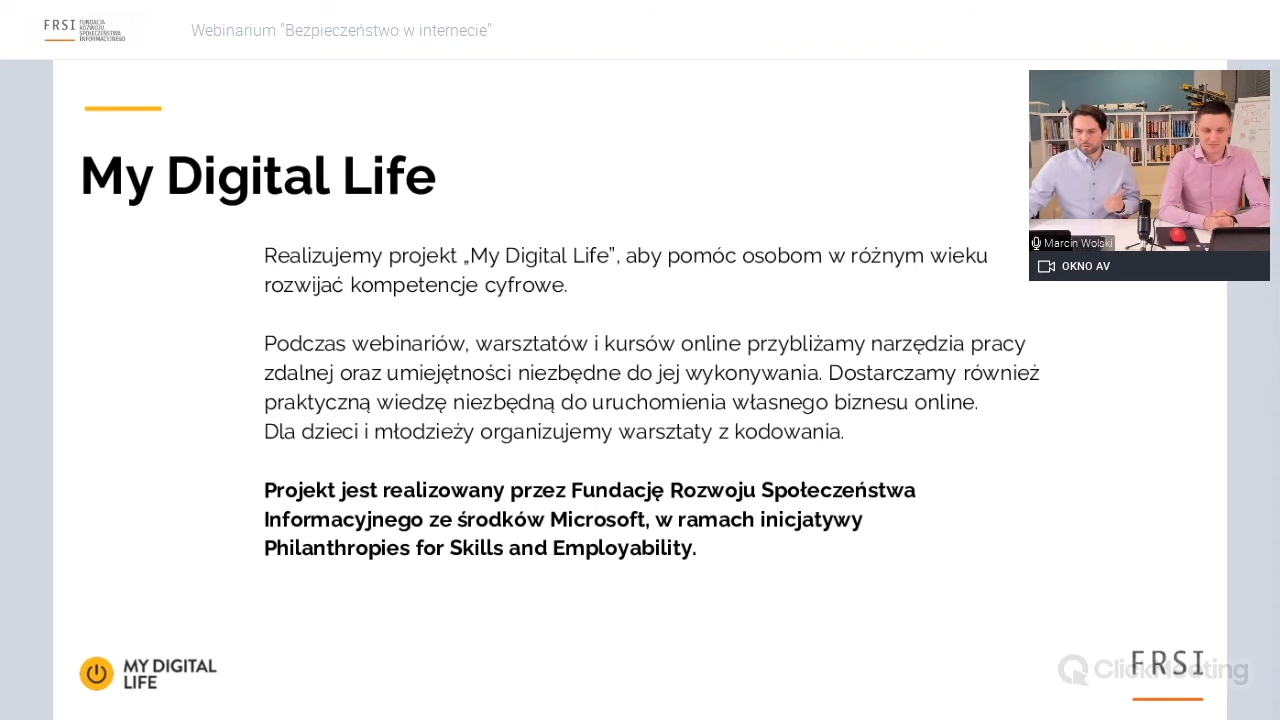 FRSI FUNDACJA
ROZWOJU
SPOŁECZEŃSTWA
INFORMACYJNEGO
Webinarium "Bezpieczeństwo w internecie"
My Digital Life
Marcin Wolski
OKNO AV
Realizujemy projekt „My Digital Life”, aby pomóc osobom w różnym wieku
rozwijać kompetencje cyfrowe.
Podczas webinariów, warsztatów i kursów online przybliżamy narzędzia pracy
zdalnej oraz umiejętności niezbędne do jej wykonywania. Dostarczamy również
praktyczną wiedzę niezbędną do uruchomienia własnego biznesu online.
Dla dzieci i młodzieży organizujemy warsztaty z kodowania.
Projekt jest realizowany przez Fundację Rozwoju Społeczeństwa
Informacyjnego ze środków Microsoft, w ramach inicjatywy
Philanthropies for Skills and Employability.
MY DIGITAL
LIFE
FRSI
ClickMeeting